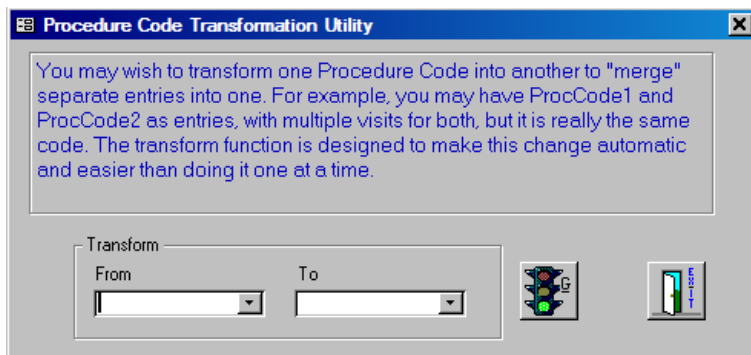 Procedure Code Transformation Utility
You may wish to transform one Procedure Code into another to "merge"
separate entries into one. For example, you may have ProcCode1 and
ProcCode2 as entries, with multiple visits for both, but it is really the same
code. The transform function is designed to make this change automatic
and easier than doing it one at a time.
Transform
From To
G
EXIT